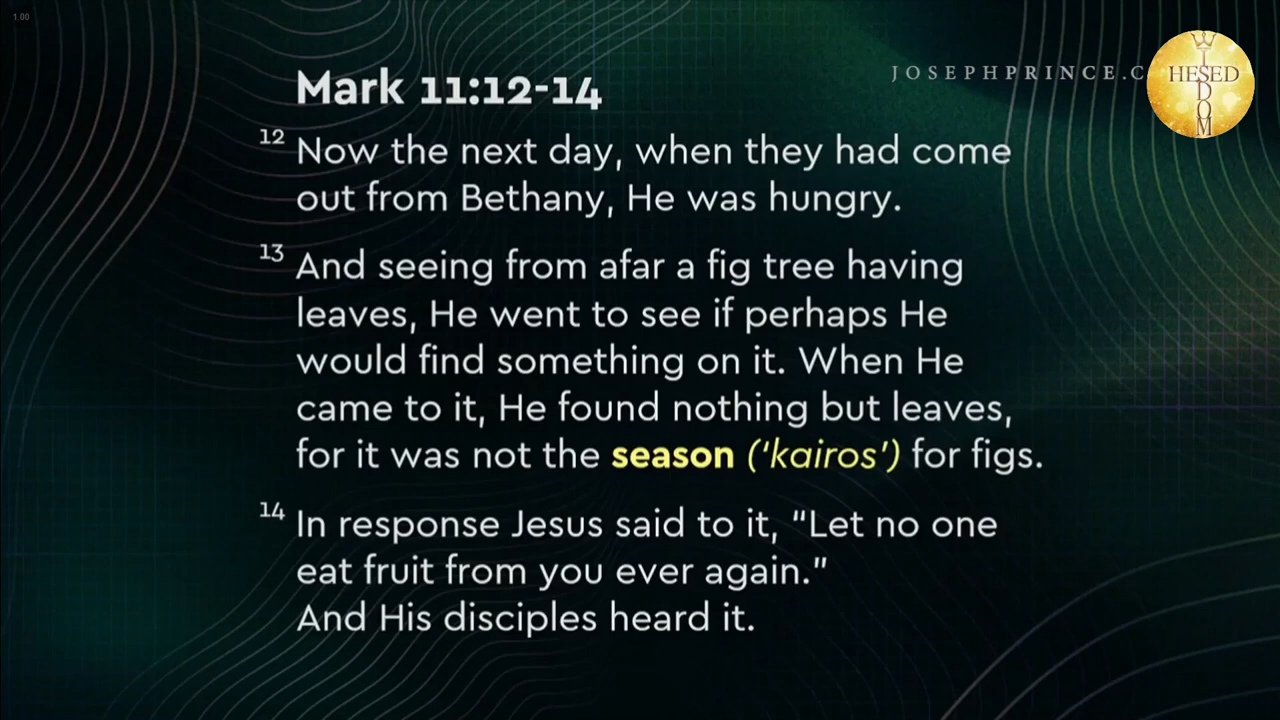 1.00
JOSEPHPRINCE.C
HESED
ISDOM
Mark 11:12-14
12 Now the next day, when they had come
out from Bethany, He was hungry.
13 And seeing from afar a fig tree having
leaves, He went to see if perhaps He
would find something on it. When He
came to it, He found nothing but leaves,
for it was not the season (‘kairos’) for figs.
14 In response Jesus said to it, “Let no one
eat fruit from you ever again.”
And His disciples heard it.